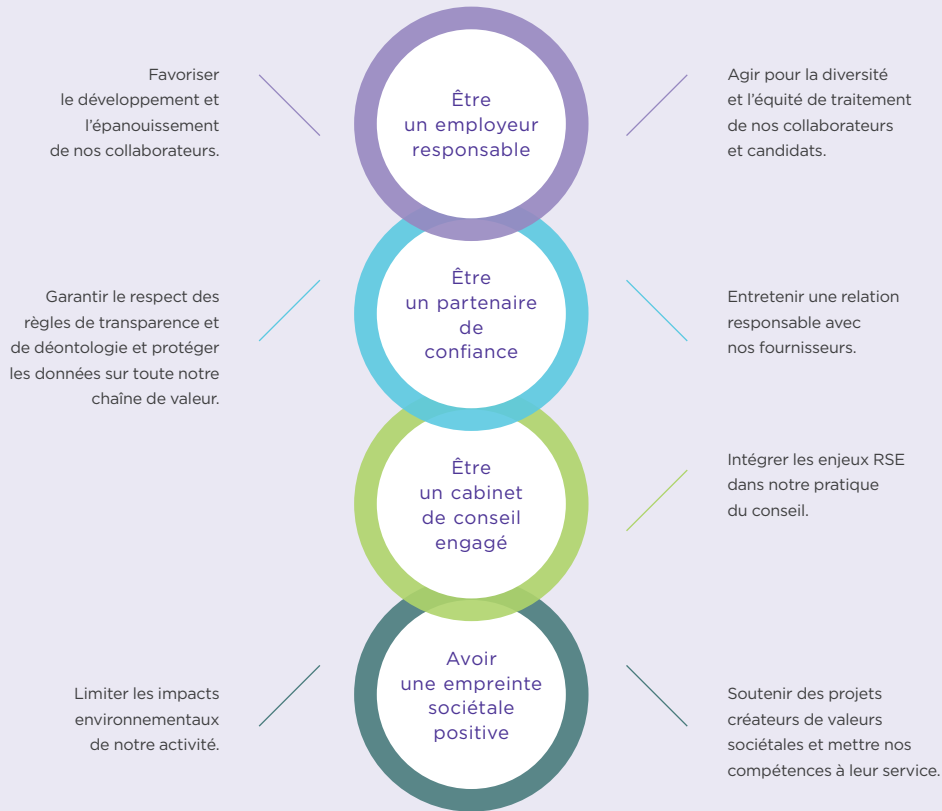 Être
un employeur
responsable
Favoriser
le développement et
l'épanouissement
de nos collaborateurs.
Agir pour la diversité
et l'équité de traitement
de nos collaborateurs
et candidats.
Être
un partenaire
de
confiance
Garantir le respect des
règles de transparence et
de déontologie et protéger
les données sur toute notre
chaîne de valeur.
Entretenir une relation
responsable avec
nos fournisseurs.
Être
un cabinet
de conseil
engagé
Intégrer les enjeux RSE
dans notre pratique
du conseil.
Avoir
une empreinte
sociétale
positive
Limiter les impacts
environnementaux
de notre activité.
Soutenir des projets
créateurs de valeurs
sociétales et mettre nos
compétences à leur service.